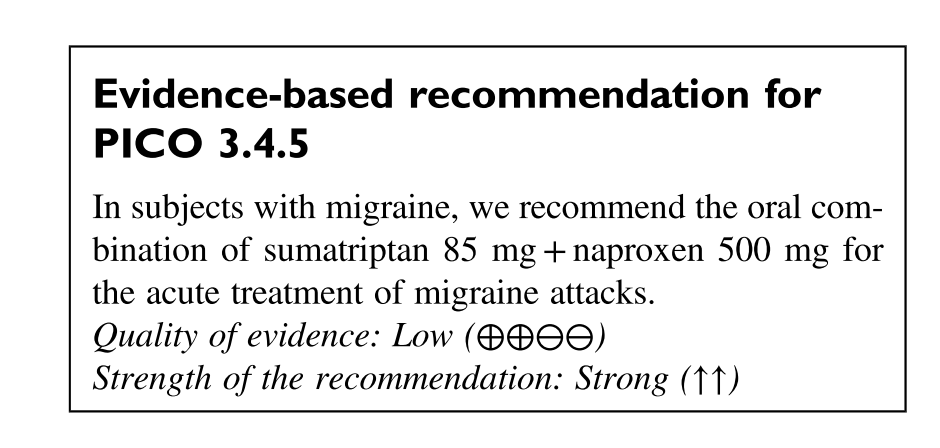 Evidence-based recommendation for
PICO 3.4.5
In subjects with migraine, we recommend the oral com-
bination of sumatriptan 85 mg + naproxen 500 mg for
the acute treatment of migraine attacks.
Quality of evidence: Low (⊕⊕⊖⊖)
Strength of the recommendation: Strong (↑↑)